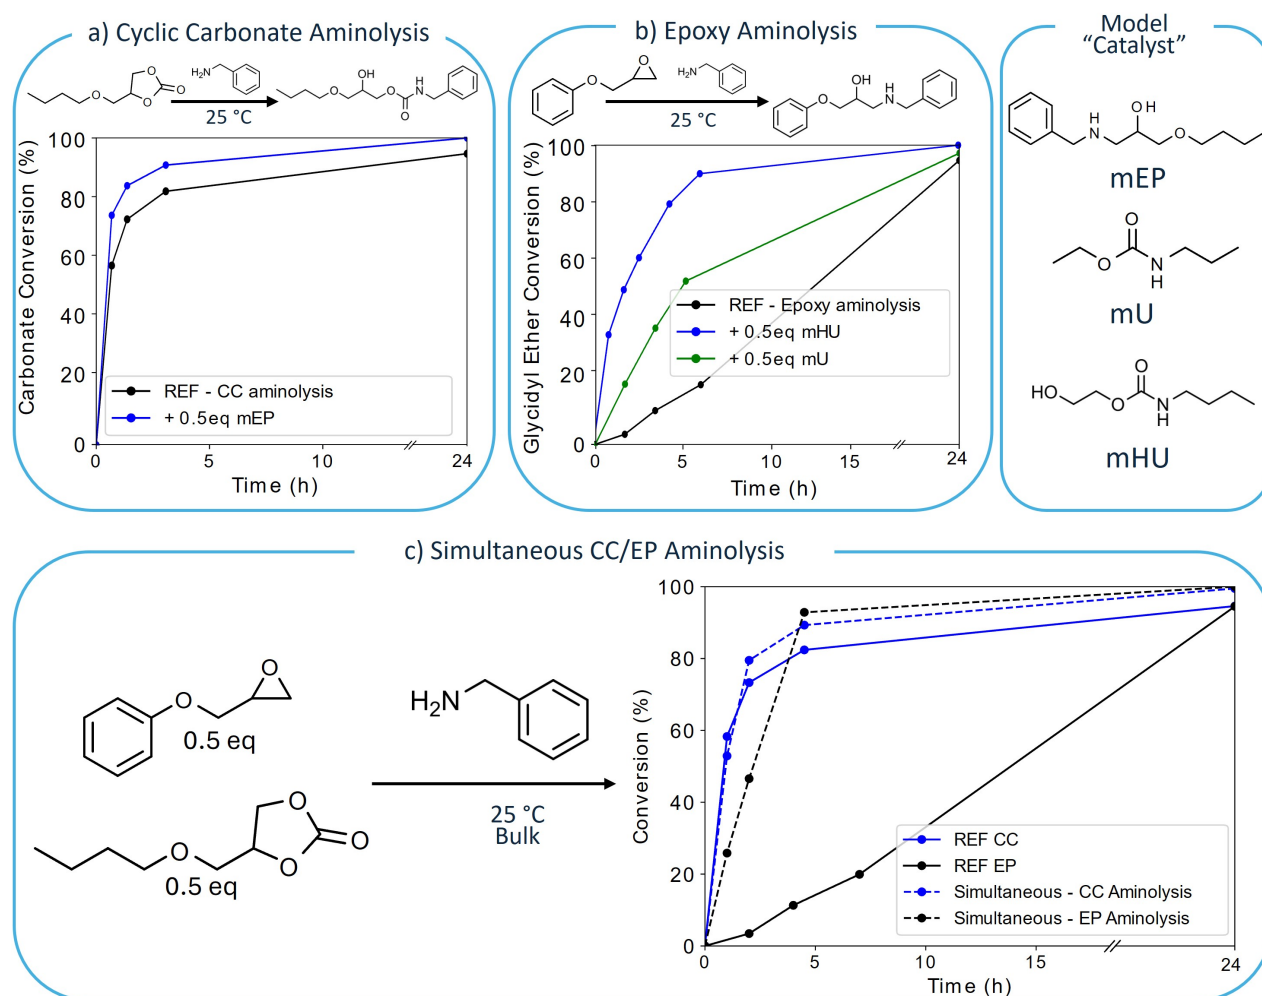 a) Cyclic Carbonate Aminolysis
O
O
O
O
H₂N
25 °C
OH
O
O
O
H
N
100
80
60
40
20
0
Carbonate Conversion (%)
REF - CC aminolysis
+ 0.5eq mEP
0
5
10
24
Time (h)
b) Epoxy Aminolysis
O
O
H₂N
25 °C
OH
O
H
N
100
80
60
40
20
0
Glycidyl Ether Conversion (%)
REF - Epoxy aminolysis
+ 0.5eq mHU
+ 0.5eq mU
0
5
10
15
24
Time (h)
Model
“Catalyst”
H
N
OH
O
mEP
O
O
N
H
mU
O
HO
O
N
H
mHU
c) Simultaneous CC/EP Aminolysis
O
O
0.5 eq
O
O
O
O
0.5 eq
H₂N
25 °C
Bulk
100
80
60
40
20
0
Conversion (%)
REF CC
REF EP
Simultaneous - CC Aminolysis
Simultaneous - EP Aminolysis
0
5
10
15
24
Time (h)